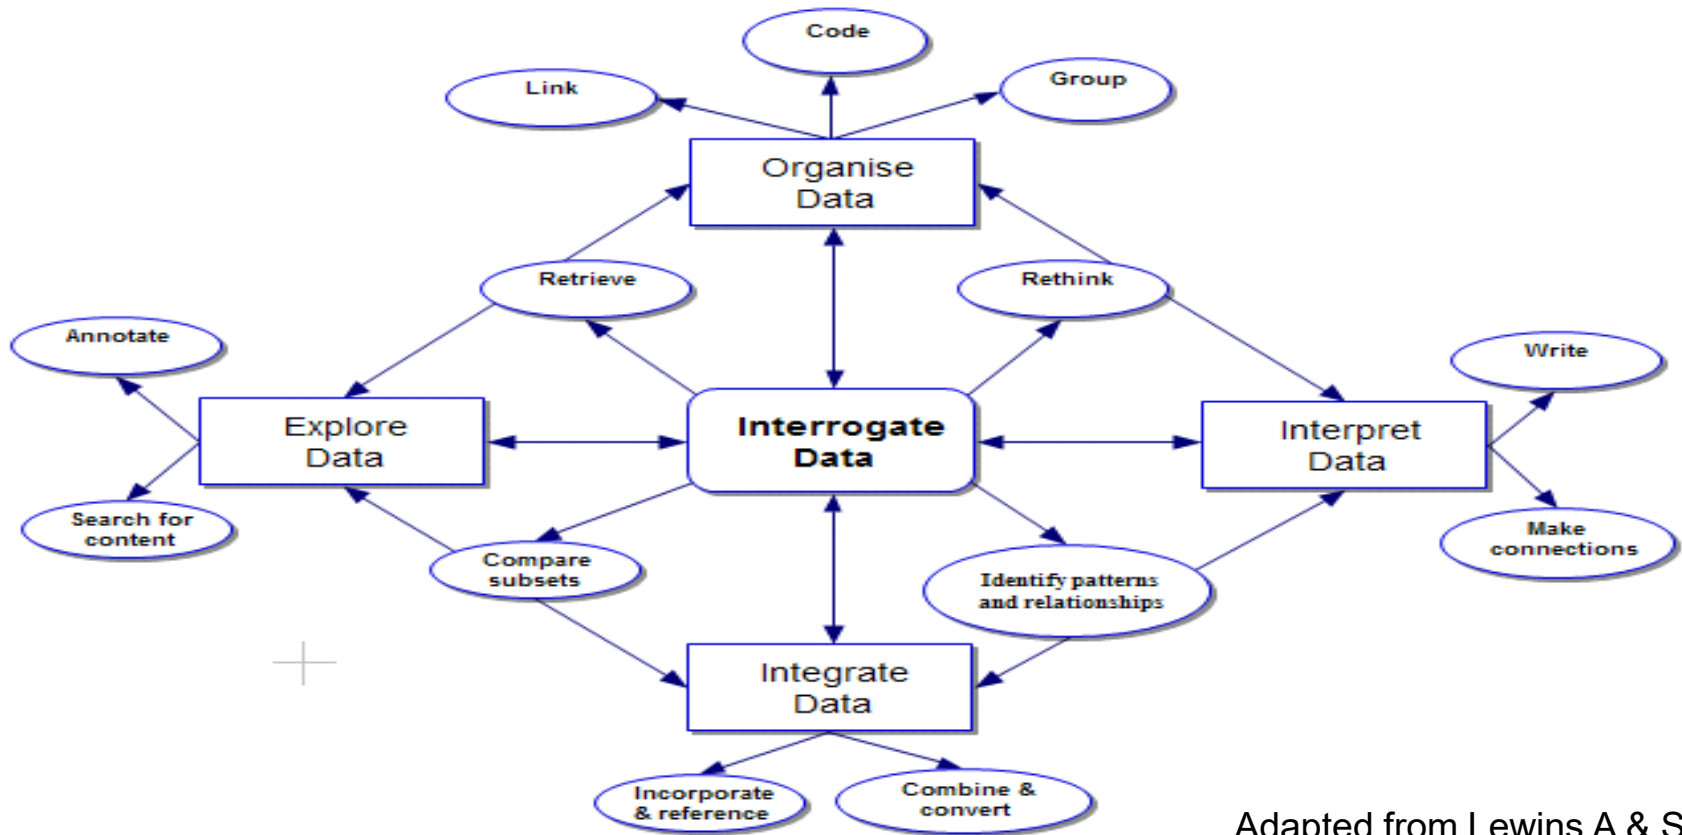 Code
Link
Group
Organise
Data
Retrieve
Rethink
Annotate
Write
Explore
Data
Interrogate
Data
Interpret
Data
Search for
content
Make
connections
Compare
subsets
Identify patterns
and relationships
Integrate
Data
Incorporate
& reference
Combine &
convert
Adapted from Lewins A & S